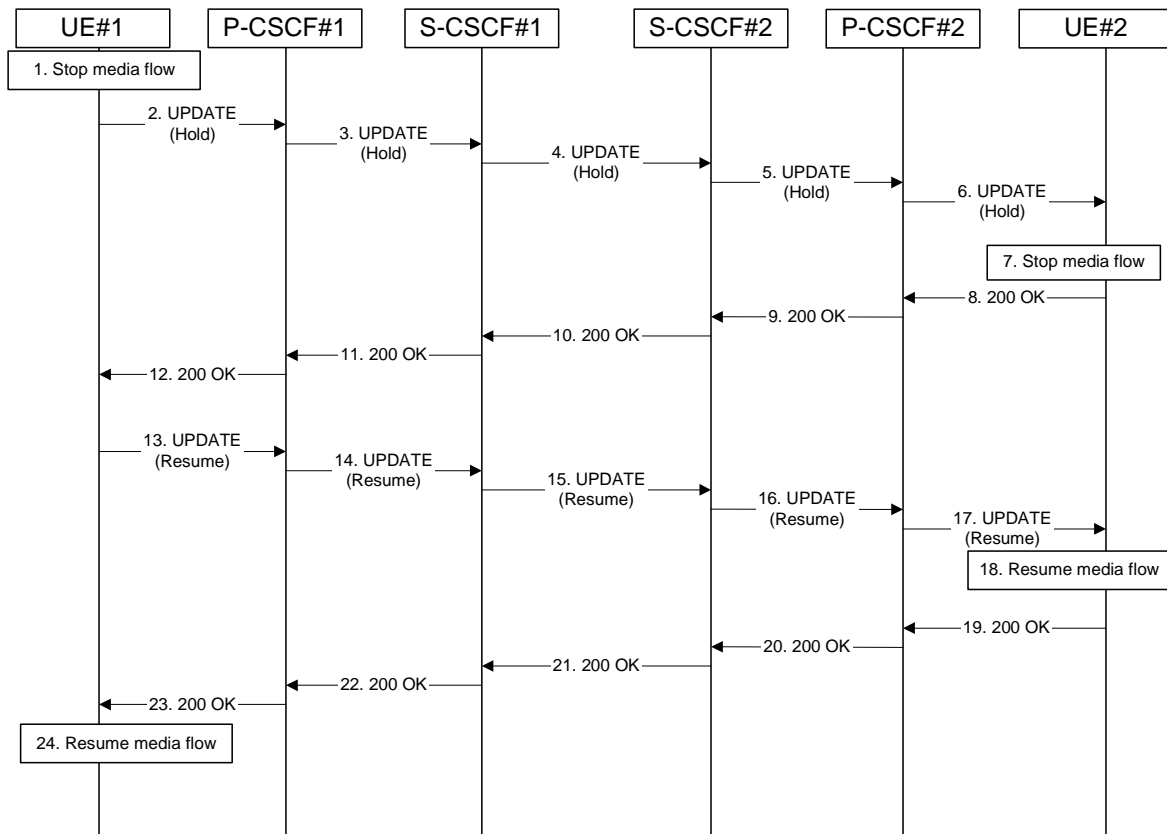 UE#1
P-CSCF#1
S-CSCF#1
S-CSCF#2
P-CSCF#2
UE#2
1. Stop media flow
2. UPDATE
(Hold)
3. UPDATE
(Hold)
4. UPDATE
(Hold)
5. UPDATE
(Hold)
6. UPDATE
(Hold)
7. Stop media flow
8. 200 OK
9. 200 OK
10. 200 OK
11. 200 OK
12. 200 OK
13. UPDATE
(Resume)
14. UPDATE
(Resume)
15. UPDATE
(Resume)
16. UPDATE
(Resume)
17. UPDATE
(Resume)
18. Resume media flow
19. 200 OK
20. 200 OK
21. 200 OK
22. 200 OK
23. 200 OK
24. Resume media flow